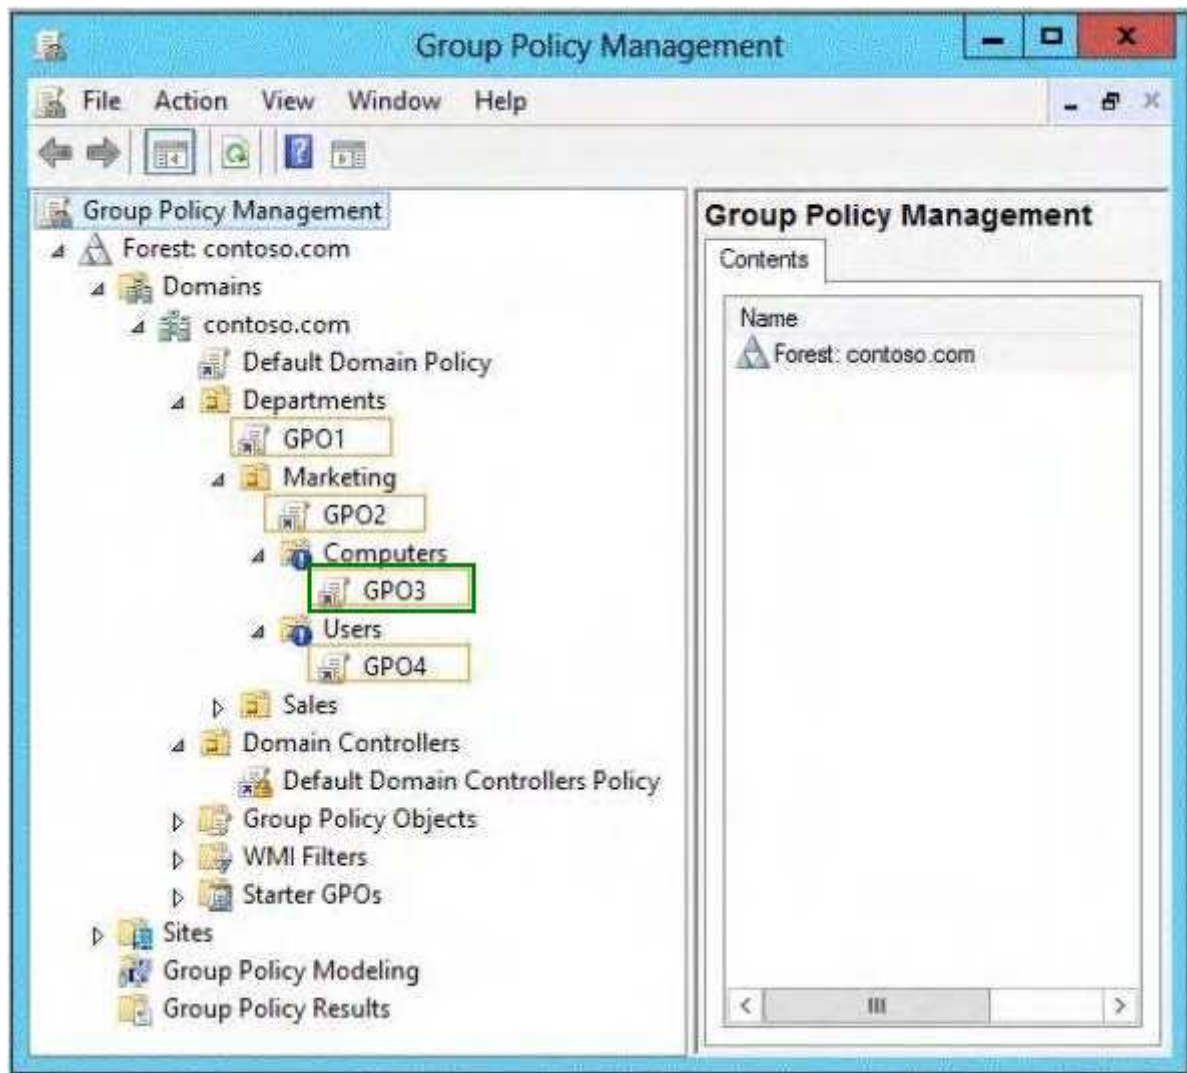 Group Policy Management
File Action View Window Help
Group Policy Management
Forest: contoso.com
Domains
contoso.com
Default Domain Policy
Departments
GPO1
Marketing
GPO2
Computers
GPO3
Users
GPO4
Sales
Domain Controllers
Default Domain Controllers Policy
Group Policy Objects
WMI Filters
Starter GPOs
Sites
Group Policy Modeling
Group Policy Results
Group Policy Management
Contents
Name
Forest: contoso.com